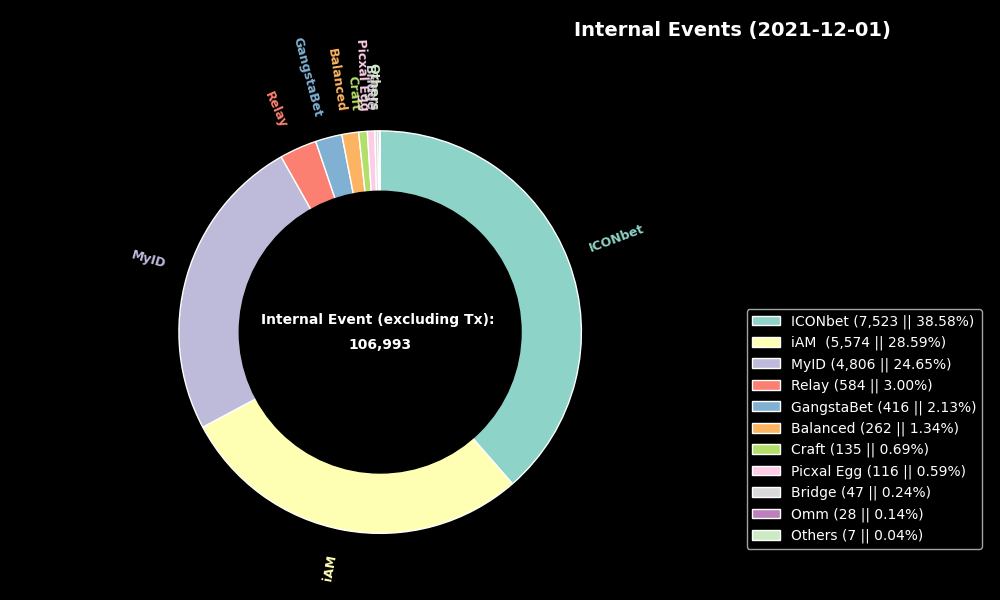 Internal Events (2021-12-01)
Relay
GangstaBet
Balanced
Craft
Picxal Egg
Others
ICONbet
MyID
iAM
Internal Event (excluding Tx):
106,993
ICONbet (7,523 || 38.58%)
iAM  (5,574 || 28.59%)
MyID (4,806 || 24.65%)
Relay (584 || 3.00%)
GangstaBet (416 || 2.13%)
Balanced (262 || 1.34%)
Craft (135 || 0.69%)
Picxal Egg (116 || 0.59%)
Bridge (47 || 0.24%)
Omm (28 || 0.14%)
Others (7 || 0.04%)